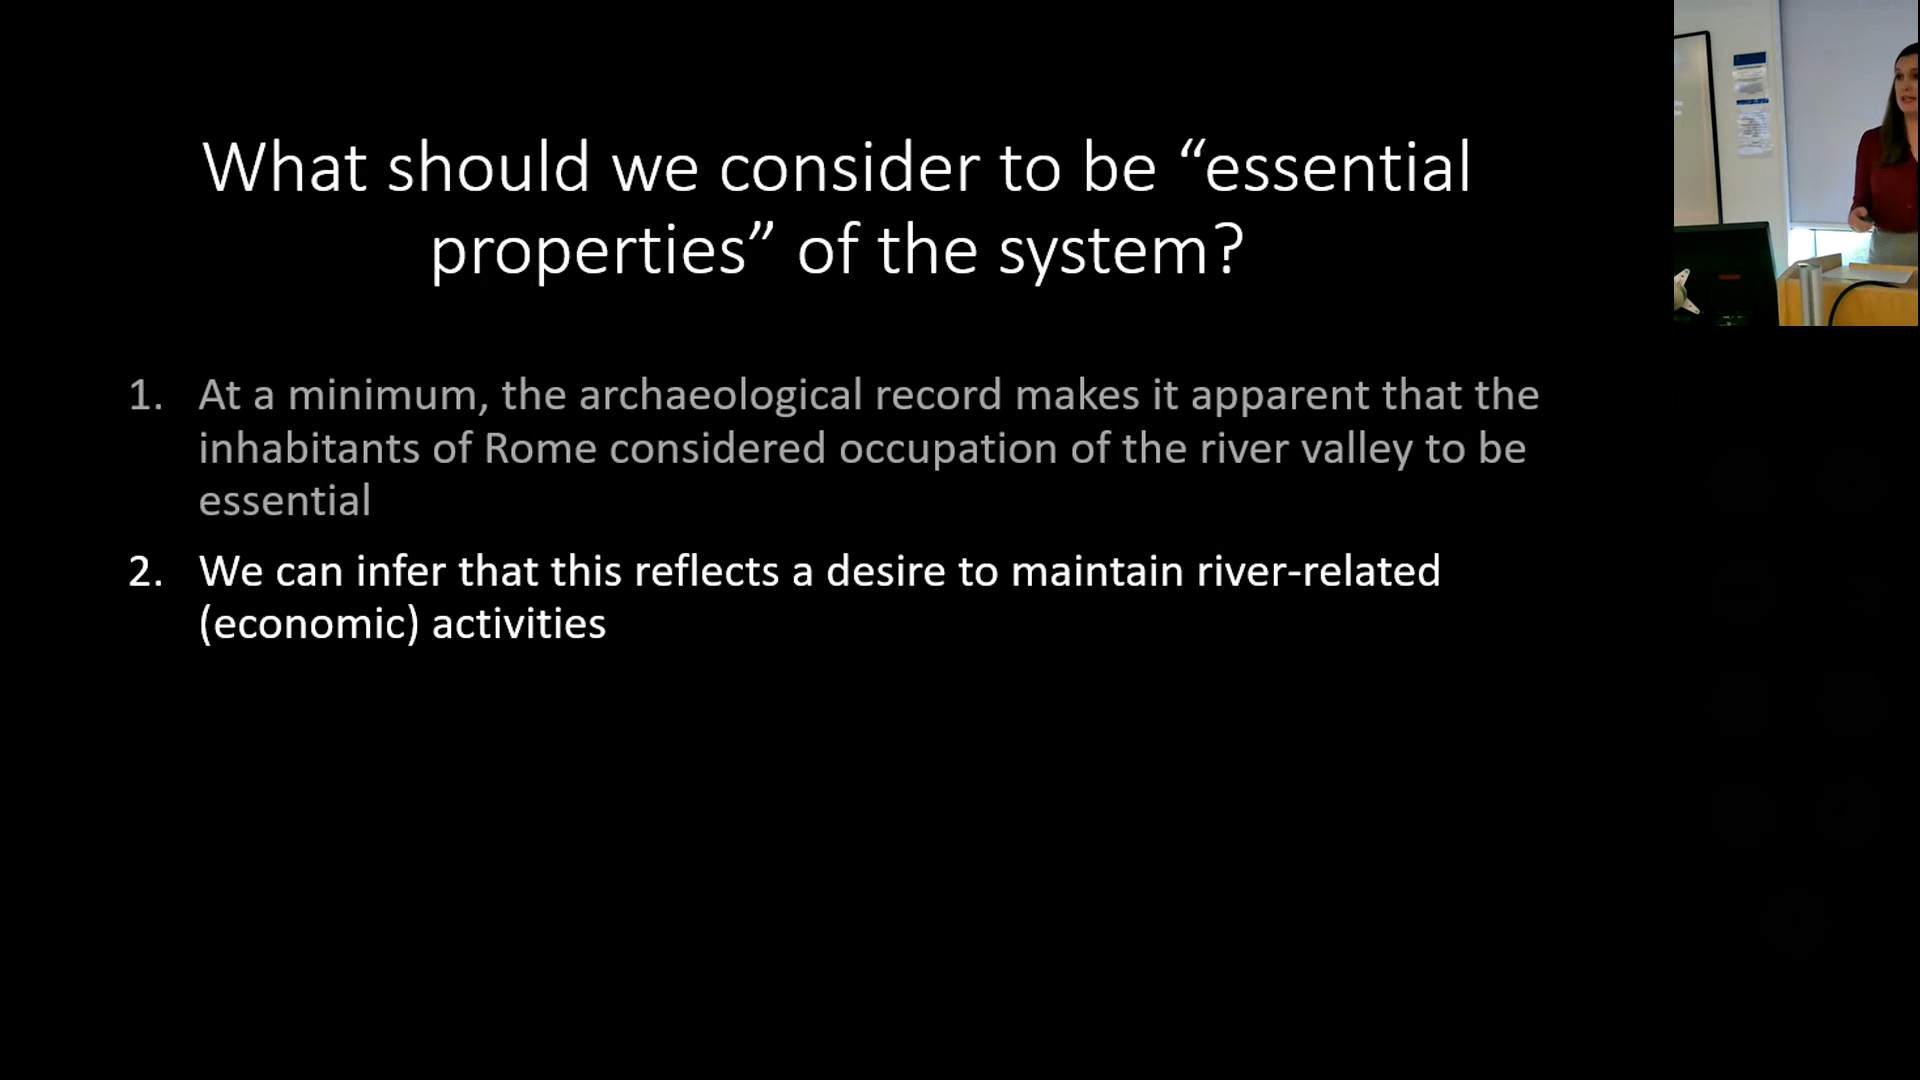 What should we consider to be “essential
properties” of the system?
1. At a minimum, the archaeological record makes it apparent that the
inhabitants of Rome considered occupation of the river valley to be
essential
2. We can infer that this reflects a desire to maintain river-related
(economic) activities